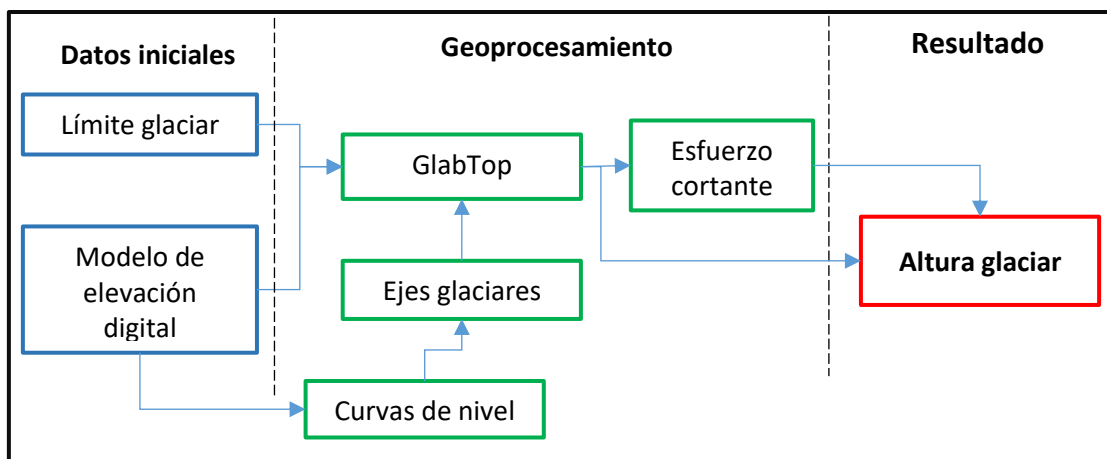 Datos iniciales
Geoprocesamiento
Resultado
Límite glaciar
GlabTop
Esfuerzo
cortante
Modelo de
elevación
digital
Ejes glaciares
Altura glaciar
Curvas de nivel